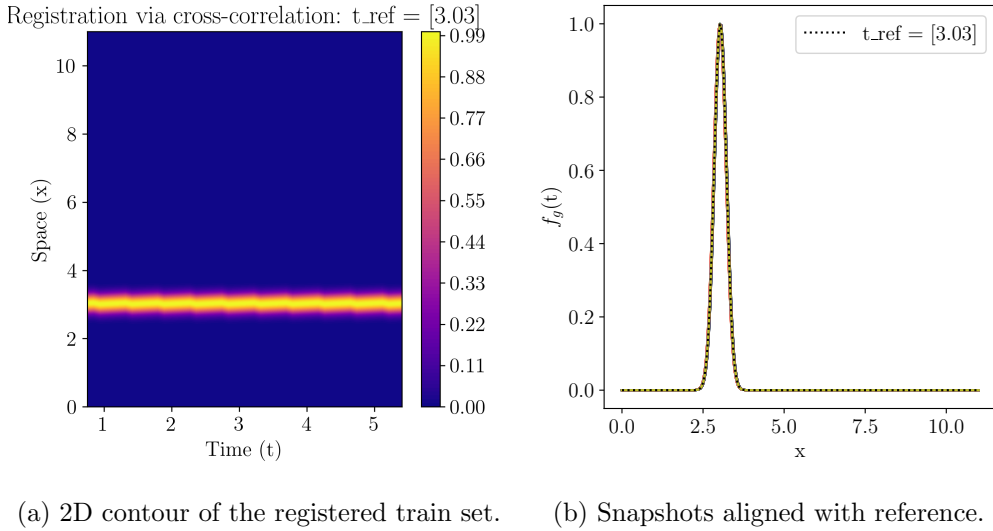 Registration via cross-correlation: t_ref = [3.03]
Space (x)
10
8
6
4
2
0
1 2 3 4 5
Time (t)
0.99
0.88
0.77
0.66
0.55
0.44
0.33
0.22
0.11
0.00
(a) 2D contour of the registered train set.
t_ref = [3.03]
f_g(t)
1.0
0.8
0.6
0.4
0.2
0.0
0.0 2.5 5.0 7.5 10.0
x
(b) Snapshots aligned with reference.